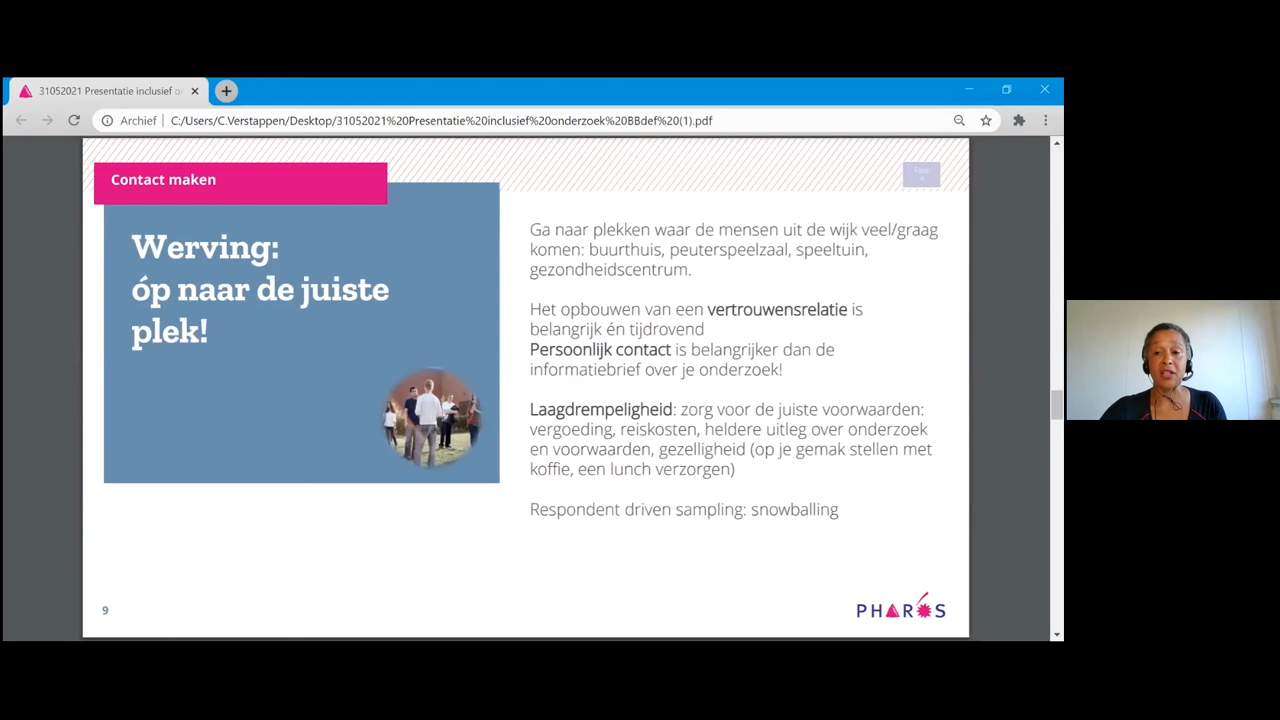 31052021 Presentatie inclusief o
Archief
C:/Users/C.Verstappen/Desktop/31052021%20Presentatie%20inclusief%20onderzoek%20BBdef%20(1).pdf
Contact maken
Fase
Werving:
óp naar de juiste
plek!
Ga naar plekken waar de mensen uit de wijk veel/graag
komen: buurthuis, peuterspeelzaal, speeltuin,
gezondheidscentrum.
Het opbouwen van een vertrouwensrelatie is
belangrijk én tijdrovend
Persoonlijk contact is belangrijker dan de
informatiebrief over je onderzoek!
Laagdrempeligheid: zorg voor de juiste voorwaarden:
vergoeding, reiskosten, heldere uitleg over onderzoek
en voorwaarden, gezelligheid (op je gemak stellen met
koffie, een lunch verzorgen)
Respondent driven sampling: snowballing
9
PHAROS